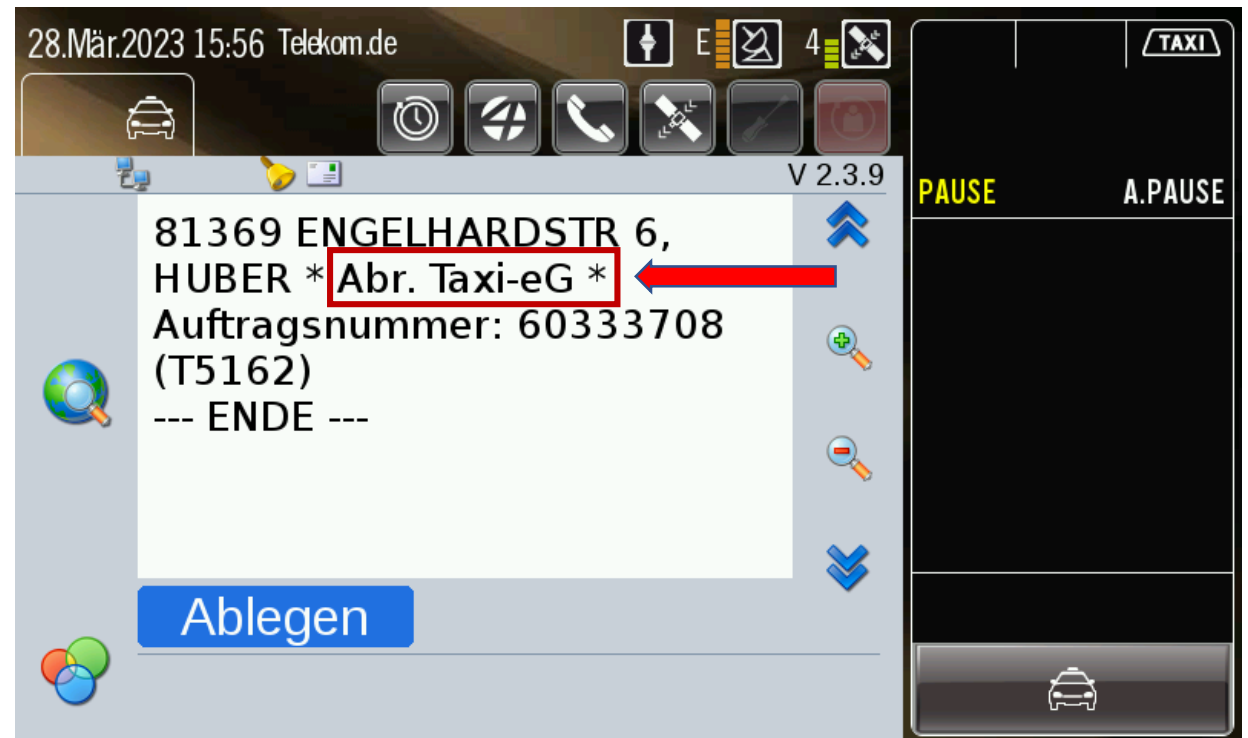 28.Mär.2023 15:56 Telekom.de E 4
TAXI
V 2.3.9
PAUSE A.PAUSE
81369 ENGELHARDSTR 6,
HUBER * Abr. Taxi-eG *
Auftragsnummer: 60333708
(T5162)
--- ENDE ---
Ablegen